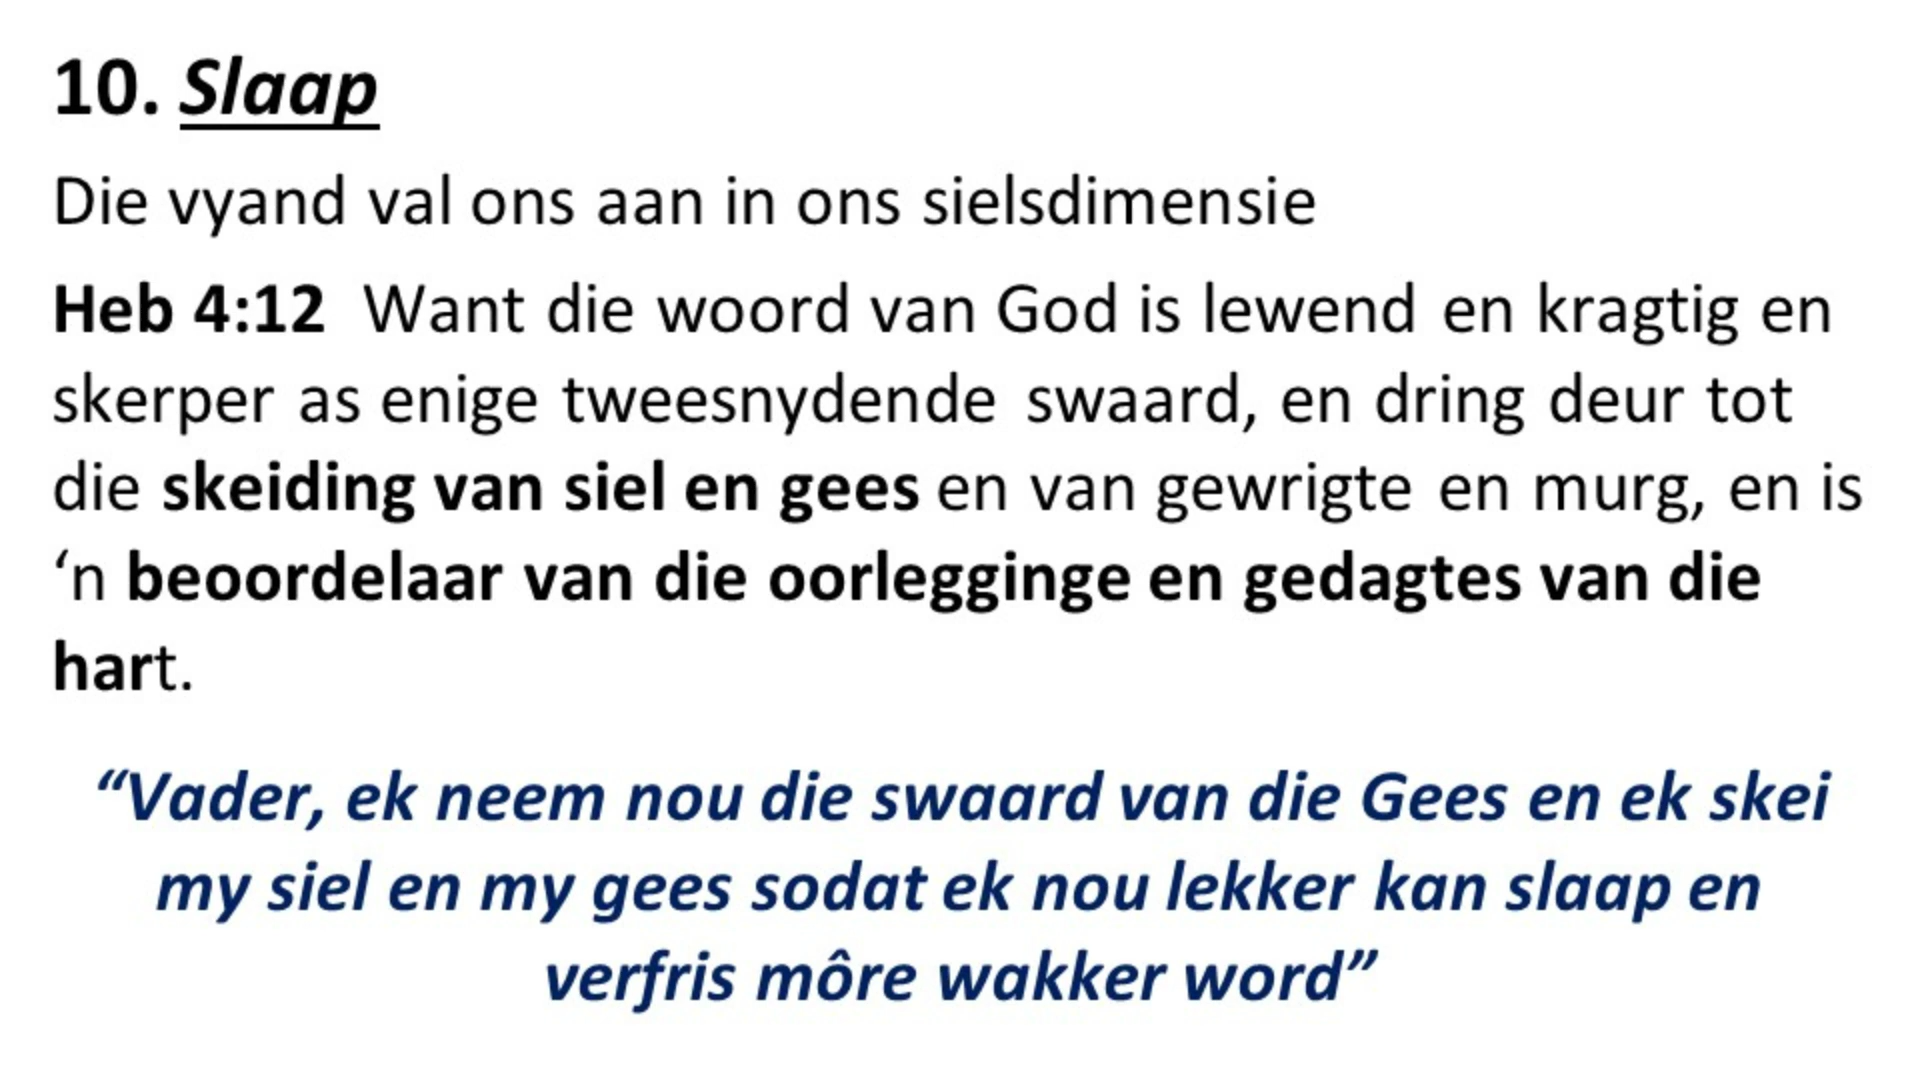 10. Slaap
Die vyand val ons aan in ons sielsdimensie
Heb 4:12 Want die woord van God is lewend en kragtig en
skerper as enige tweesnydende swaard, en dring deur tot
die skeiding van siel en gees en van gewrigte en murg, en is
‘n beoordelaar van die oorlegginge en gedagtes van die
hart.
“Vader, ek neem nou die swaard van die Gees en ek skei
my siel en my gees sodat ek nou lekker kan slaap en
verfris môre wakker word”